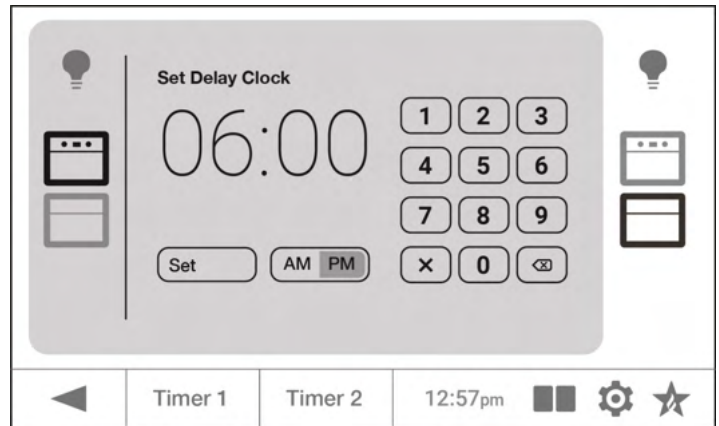 Set Delay Clock
06:00
1 2 3
4 5 6
7 8 9
Set AM PM × 0 ⌫
Timer 1 Timer 2 12:57pm